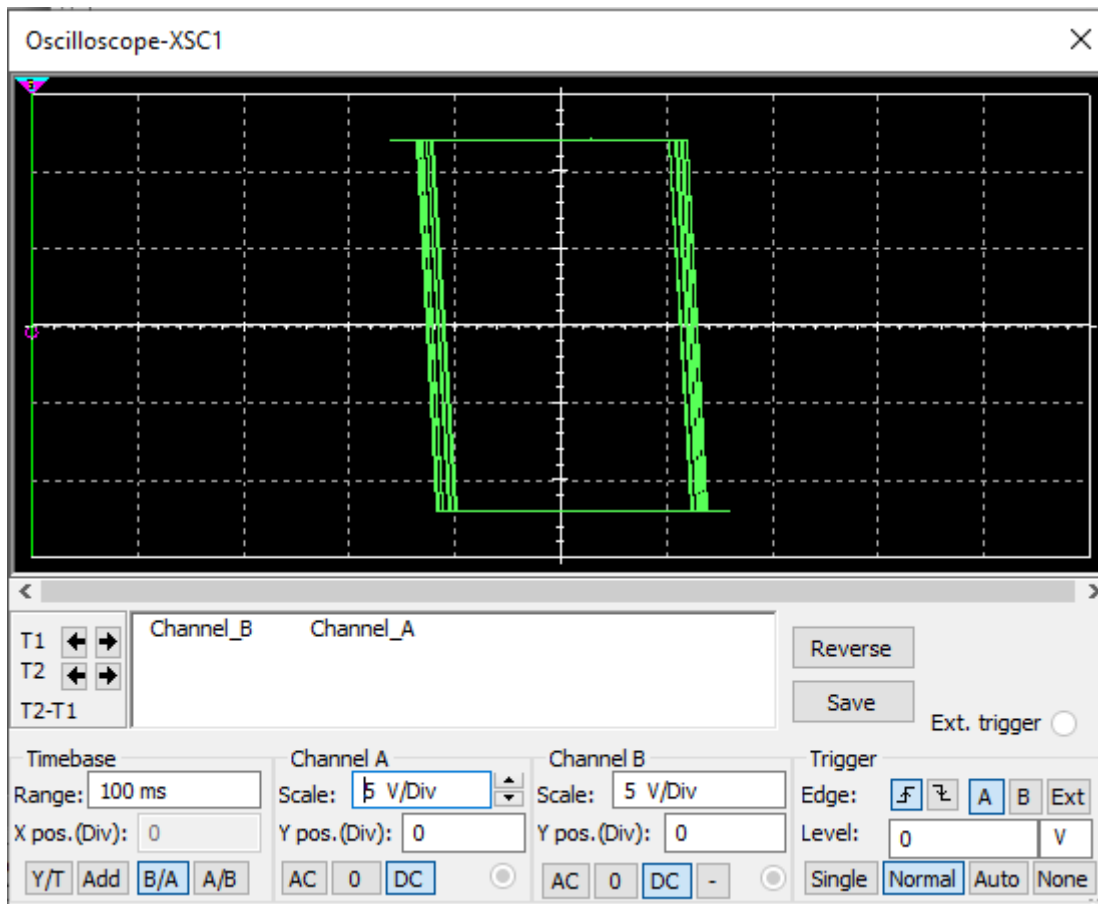 Oscilloscope-XSC1
Channel_B Channel_A
T1
T2
T2-T1
Reverse
Save
Ext. trigger
Timebase
Range: 100 ms
X pos.(Div): 0
Y/T Add B/A A/B
Channel A
Scale: 5 V/Div
Y pos.(Div): 0
AC 0 DC
Channel B
Scale: 5 V/Div
Y pos.(Div): 0
AC 0 DC -
Trigger
Edge: A B Ext
Level: 0 V
Single Normal Auto None